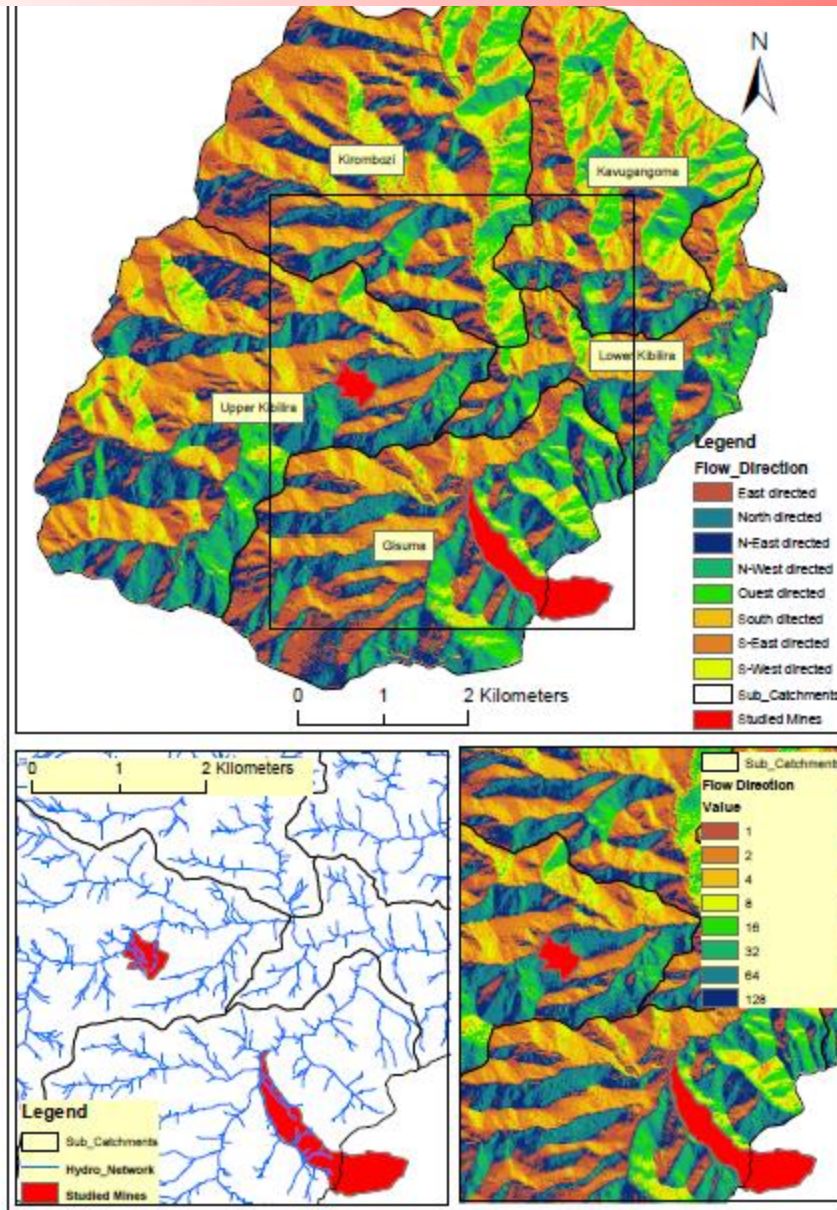 N
Kirombozi
Kavugangoma
Lower Kibilira
Upper Kibilira
Gisuma
Legend
Flow_Direction
East directed
North directed
N-East directed
N-West directed
Ouest directed
South ditected
S-East directed
S-West directed
Sub_Catchments
Studied Mines
0 1 2 Kilometers
0 1 2 Kilometers
Legend
Sub_Catchments
Hydro_Network
Studied Mines
Sub_Catchments
Flow Direction
Value
1
2
4
8
16
32
64
128